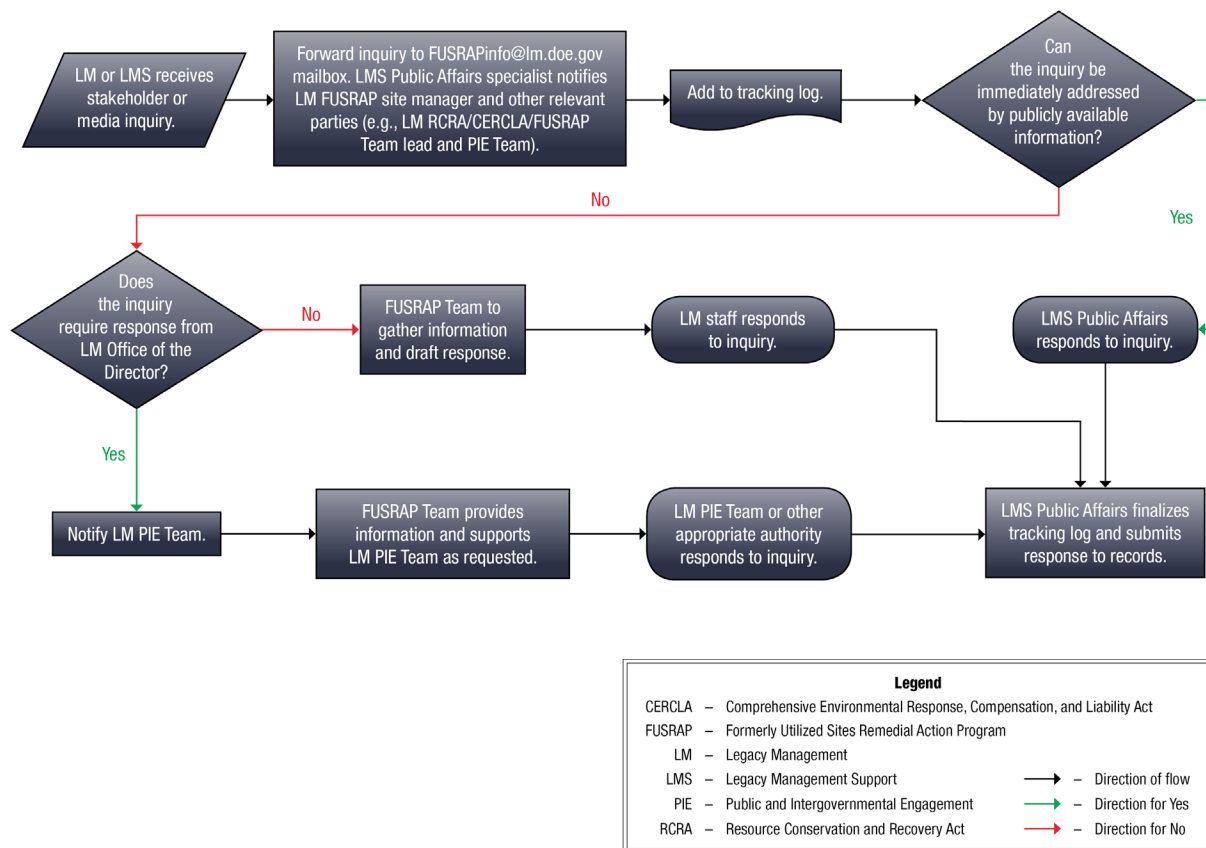 LM or LMS receives
stakeholder or
media inquiry.
Forward inquiry to FUSRAPinfo@lm.doe.gov
mailbox. LMS Public Affairs specialist notifies
LM FUSRAP site manager and other relevant
parties (e.g., LM RCRA/CERCLA/FUSRAP
Team lead and PIE Team).
Add to tracking log.
Can
the inquiry be
immediately addressed
by publicly available
information?
No
Yes
Does
the inquiry
require response from
LM Office of the
Director?
No
FUSRAP Team to
gather information
and draft response.
LM staff responds
to inquiry.
LMS Public Affairs
responds to inquiry.
Yes
Notify LM PIE Team.
FUSRAP Team provides
information and supports
LM PIE Team as requested.
LM PIE Team or other
appropriate authority
responds to inquiry.
LMS Public Affairs finalizes
tracking log and submits
response to records.
Legend
CERCLA – Comprehensive Environmental Response, Compensation, and Liability Act
FUSRAP – Formerly Utilized Sites Remedial Action Program
LM – Legacy Management
LMS – Legacy Management Support
PIE – Public and Intergovernmental Engagement
RCRA – Resource Conservation and Recovery Act
– Direction of flow
– Direction for Yes
– Direction for No